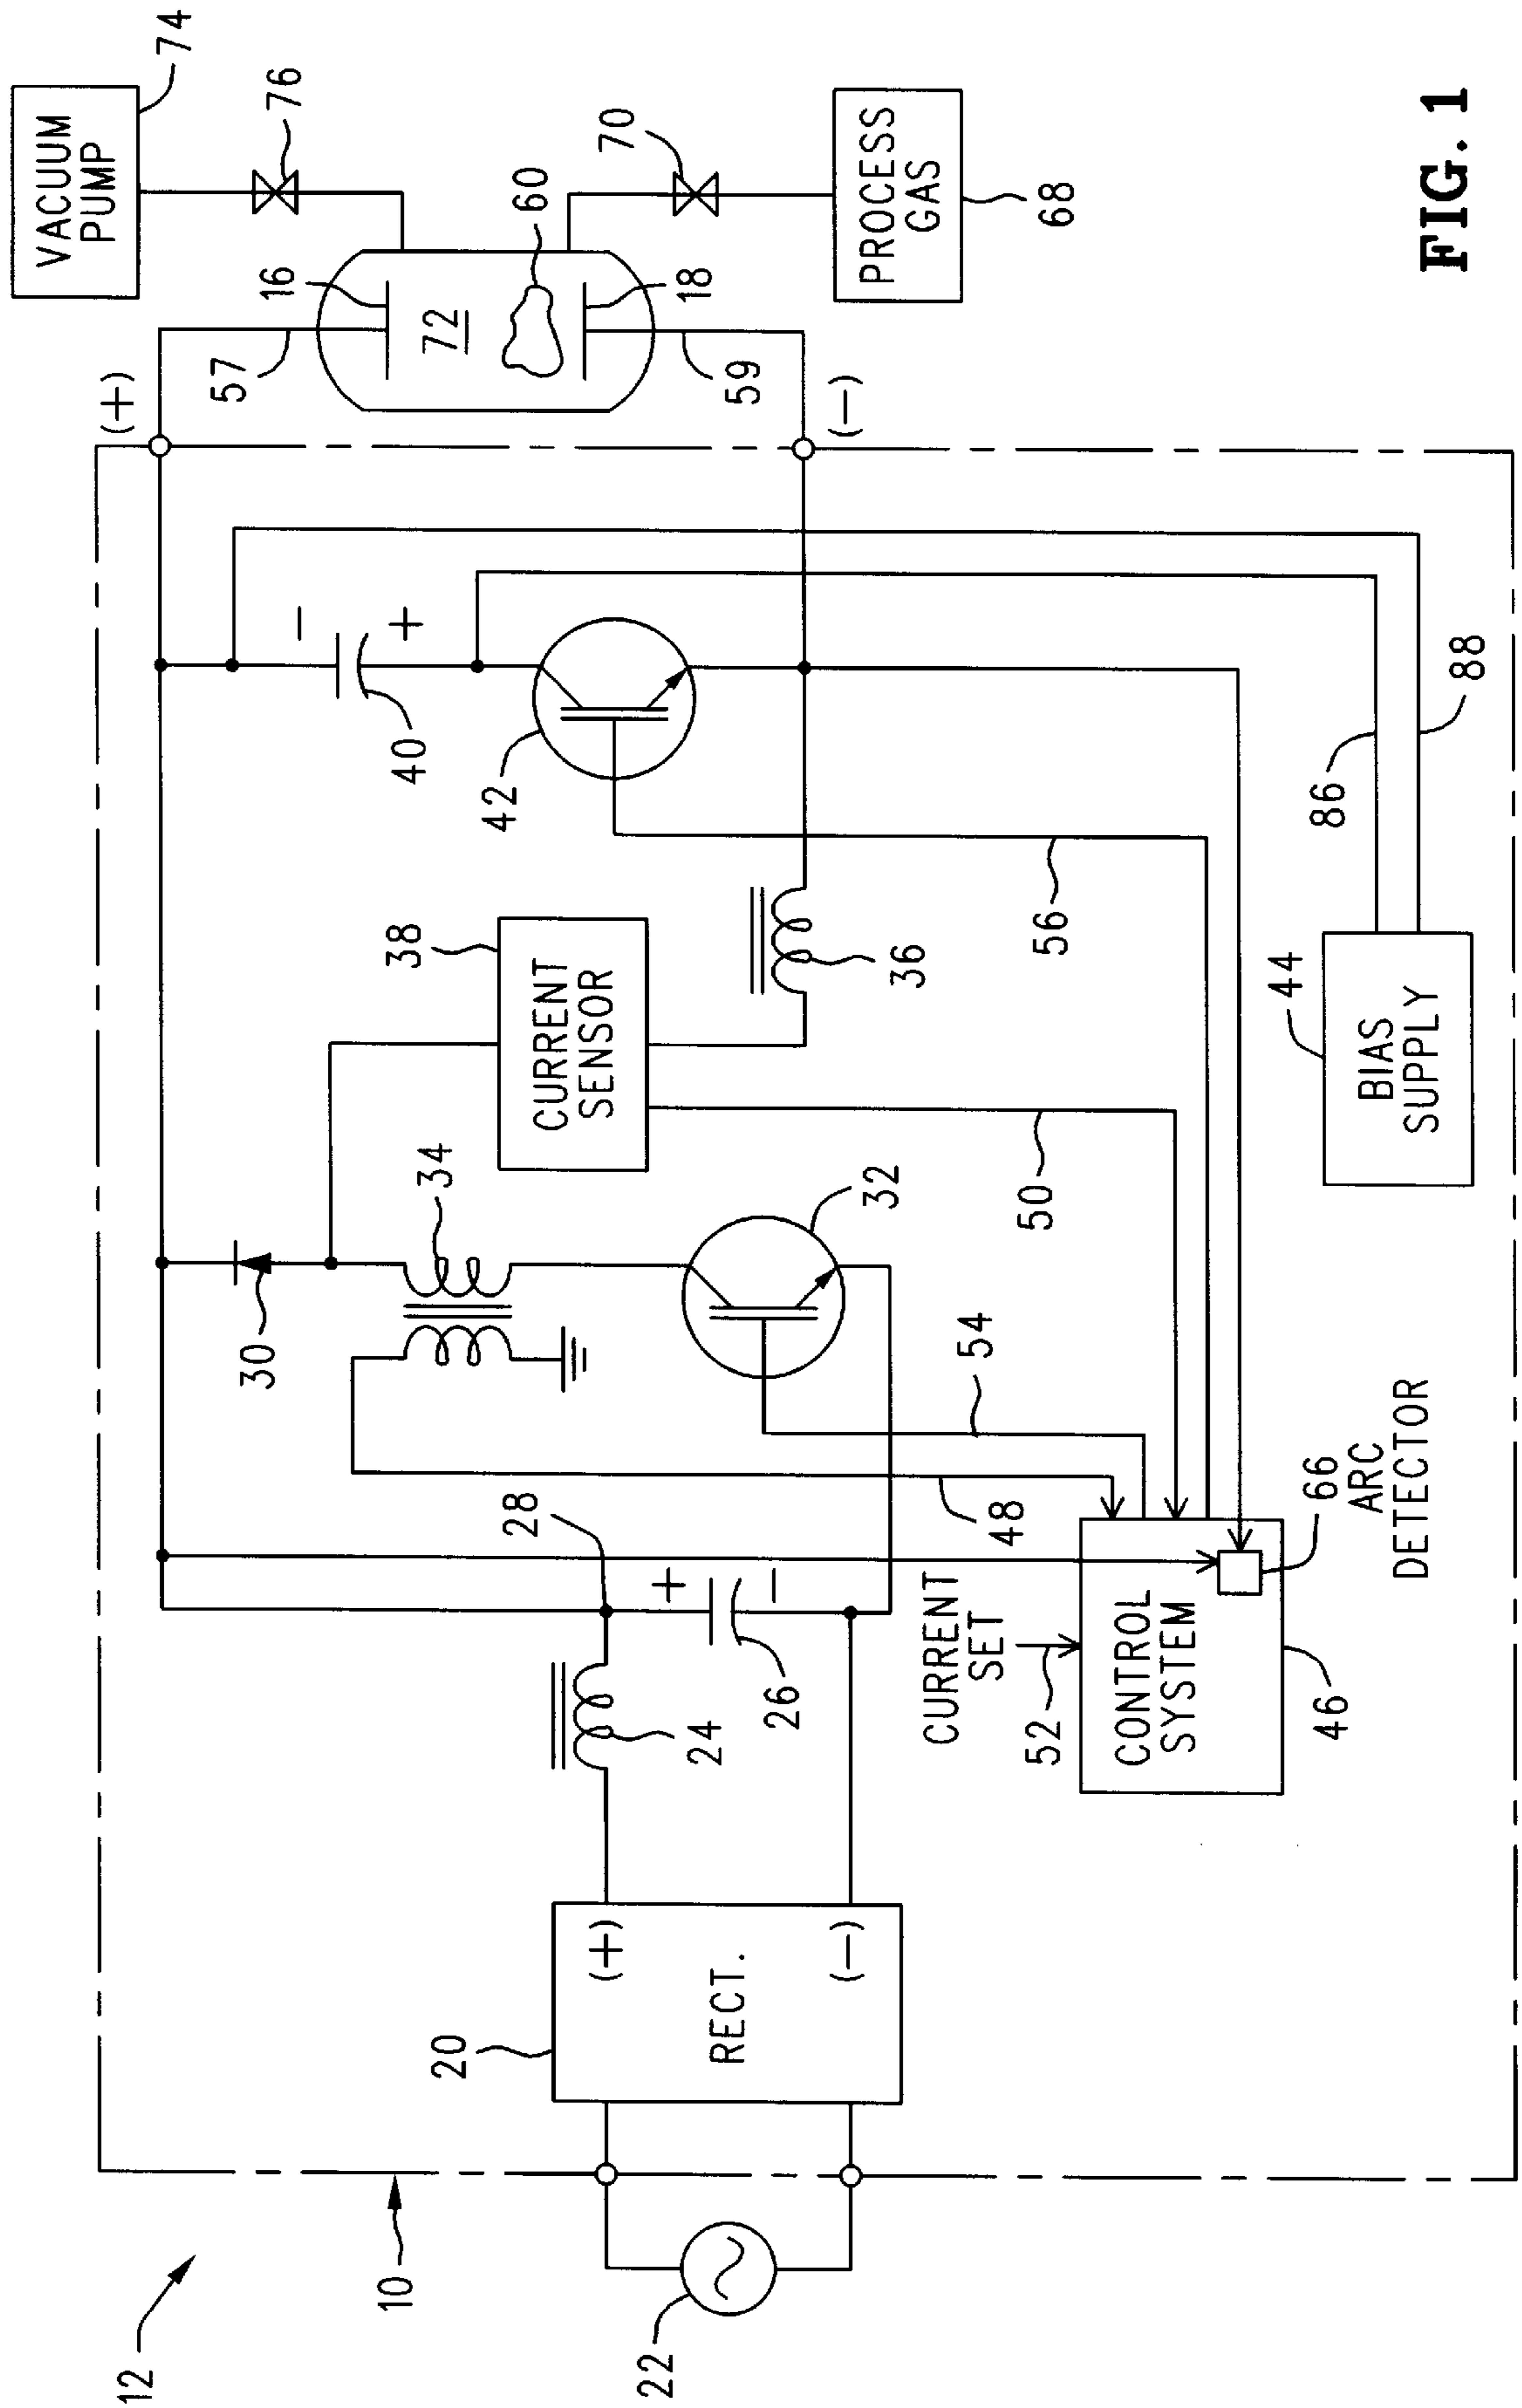 12
10
22
20
RECT.
(+)
(−)
24
28
+
26
−
CURRENT
SET
52
CONTROL
SYSTEM
46
66
ARC
DETECTOR
48
54
30
34
32
50
CURRENT
SENSOR
38
36
56
44
BIAS
SUPPLY
86
88
−
+
40
42
(+)
(−)
57
59
16
72
60
18
VACUUM
PUMP
74
76
70
PROCESS
GAS
68
FIG. 1